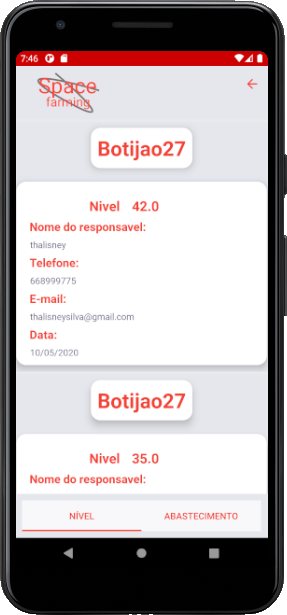 7:46
Space
farming
Botijao27
Nivel 42.0
Nome do responsavel:
thalisney
Telefone:
668999775
E-mail:
thalisneysilva@gmail.com
Data:
10/05/2020
Botijao27
Nivel 35.0
Nome do responsavel:
NÍVEL ABASTECIMENTO